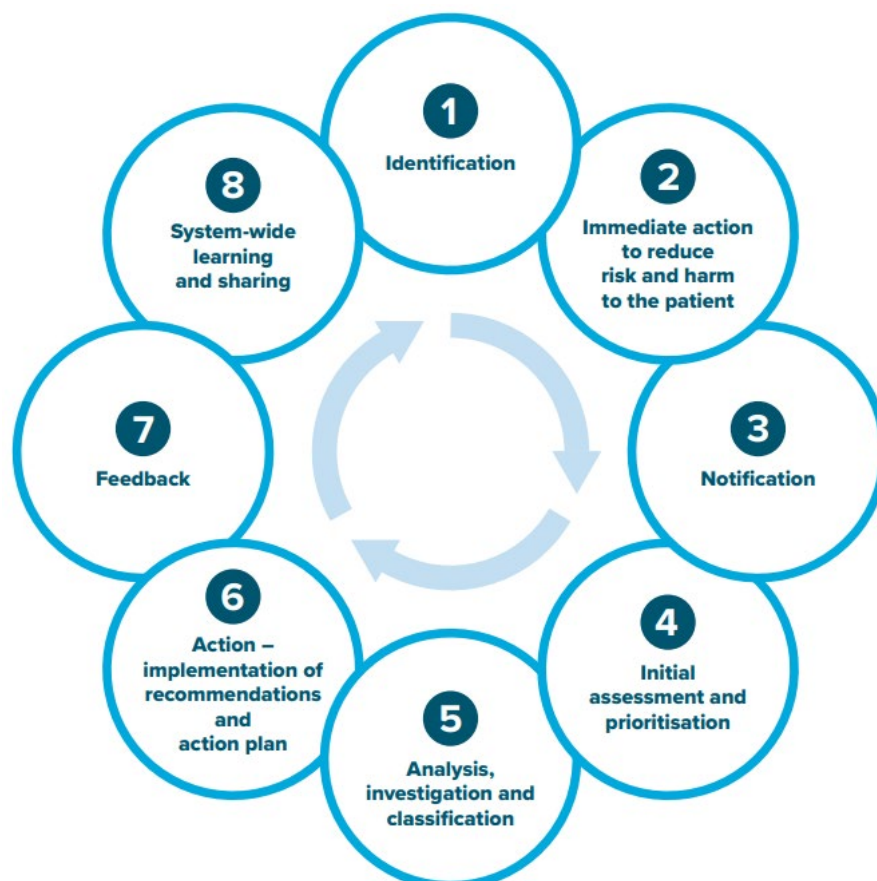 1
Identification
2
Immediate action
to reduce
risk and harm
to the patient
3
Notification
4
Initial
assessment and
prioritisation
5
Analysis,
investigation and
classification
6
Action –
implementation of
recommendations
and
action plan
7
Feedback
8
System-wide
learning
and sharing